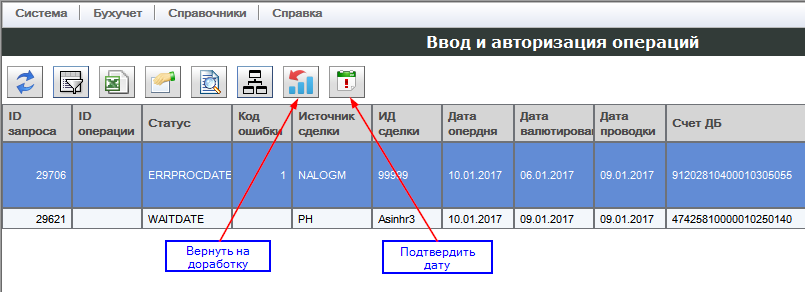 Система Бухучет Справочники Справка
Ввод и авторизация операций
ID запроса ID операции Статус Код ошибки Источник сделки ИД сделки Дата опердня Дата валютирован Дата проводки Счет ДБ
29706 ERRPROCDATE 1 NALOGM 99999 10.01.2017 06.01.2017 09.01.2017 91202810400010305055
29621 WAITDATE PH Asinhr3 10.01.2017 09.01.2017 09.01.2017 47425810000010250140
Вернуть на
доработку
Подтвердить
дату